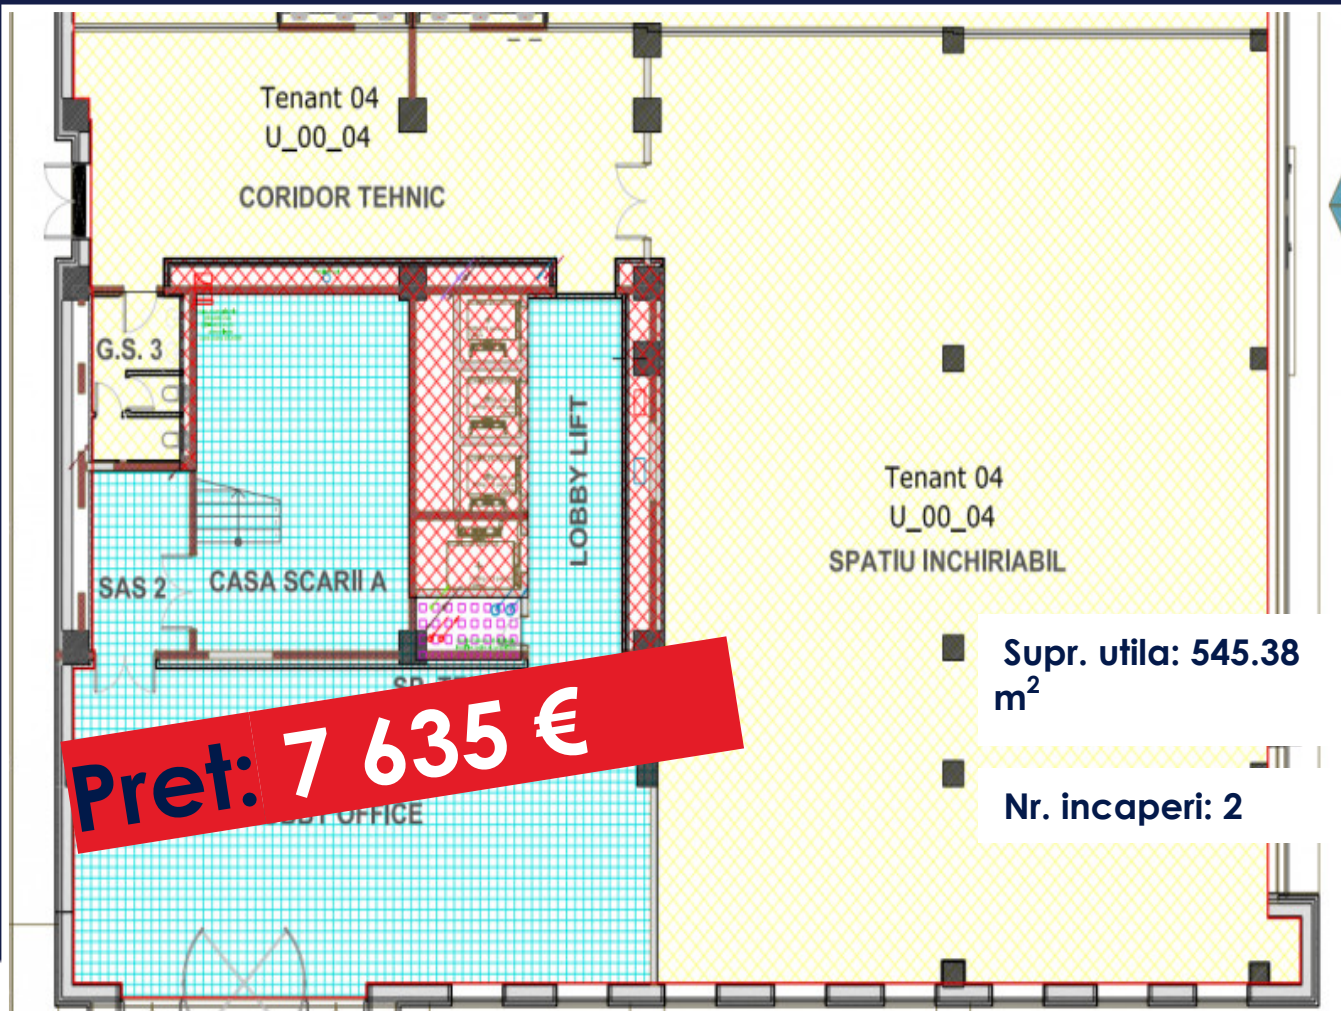 Tenant 04
U_00_04
CORIDOR TEHNIC
G.S. 3
LOBBY LIFT
Tenant 04
U_00_04
SPATIU INCHIRIABIL
SAS 2
CASA SCARII A
Supr. utila: 545.38
m²
Pret: 7 635 €
OFFICE
Nr. incaperi: 2